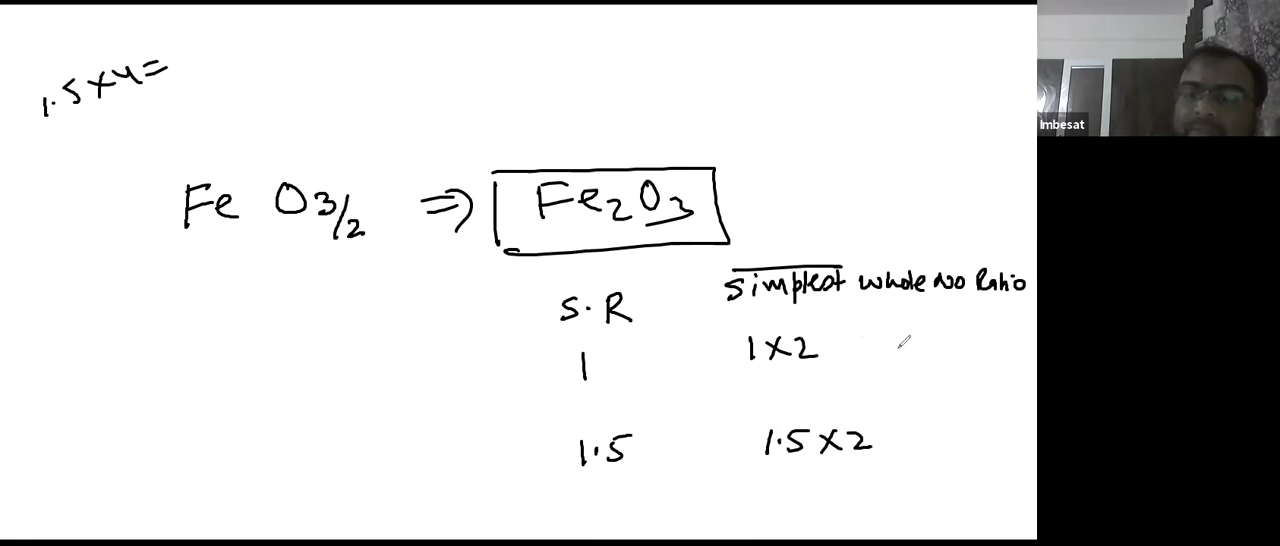 1.5 x 4 =
Imbesat
Fe O3/2 ⇒ Fe2O3
S.R simplest whole No Ratio
1 1 x 2
1.5 1.5 x 2